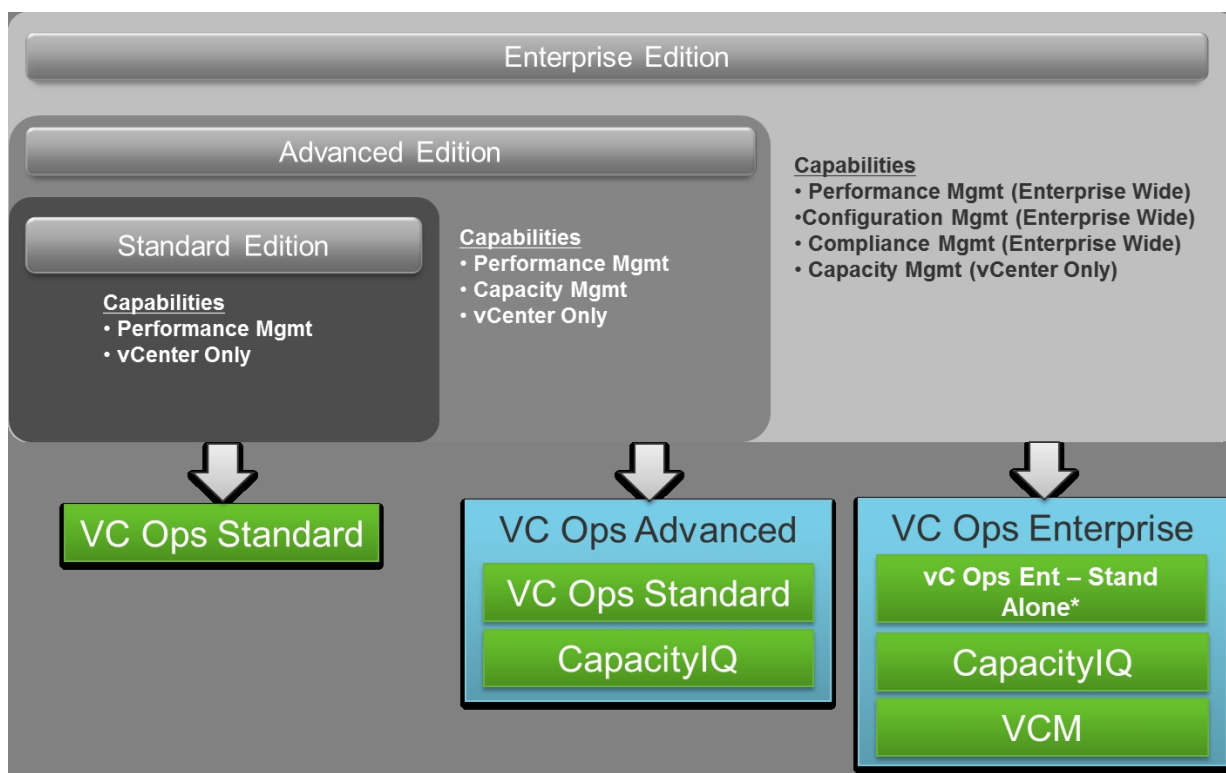 Enterprise Edition
Advanced Edition
Standard Edition
Capabilities
• Performance Mgmt
• vCenter Only
Capabilities
• Performance Mgmt
• Capacity Mgmt
• vCenter Only
Capabilities
• Performance Mgmt (Enterprise Wide)
•Configuration Mgmt (Enterprise Wide)
• Compliance Mgmt (Enterprise Wide)
• Capacity Mgmt (vCenter Only)
VC Ops Standard
VC Ops Advanced
VC Ops Standard
CapacityIQ
VC Ops Enterprise
vC Ops Ent – Stand
Alone*
CapacityIQ
VCM